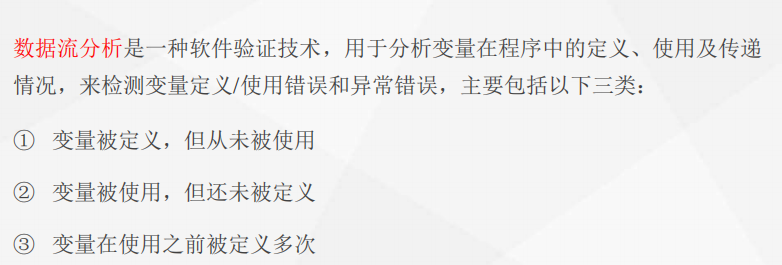 数据流分析是一种软件验证技术，用于分析变量在程序中的定义、使用及传递
情况，来检测变量定义/使用错误和异常错误，主要包括以下三类：
① 变量被定义，但从未被使用
② 变量被使用，但还未被定义
③ 变量在使用之前被定义多次